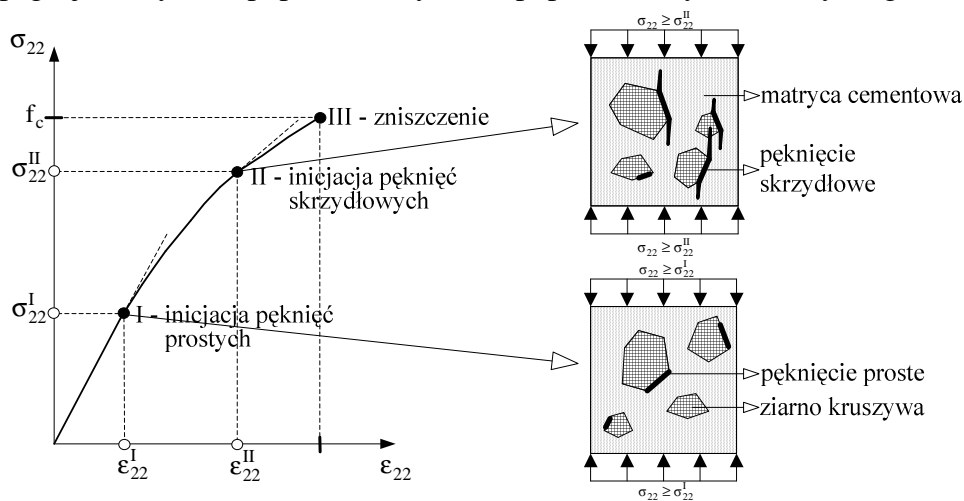 σ22
fc
σ22II
σ22I
III - zniszczenie
II - inicjacja pęknięć
skrzydłowych
I - inicjacja pęknięć
prostych
ε22I
ε22II
ε22
σ22 ≥ σ22II
matryca cementowa
pęknięcie
skrzydłowe
σ22 ≥ σ22II
σ22 ≥ σ22I
pęknięcie proste
ziarno kruszywa
σ22 ≥ σ22I